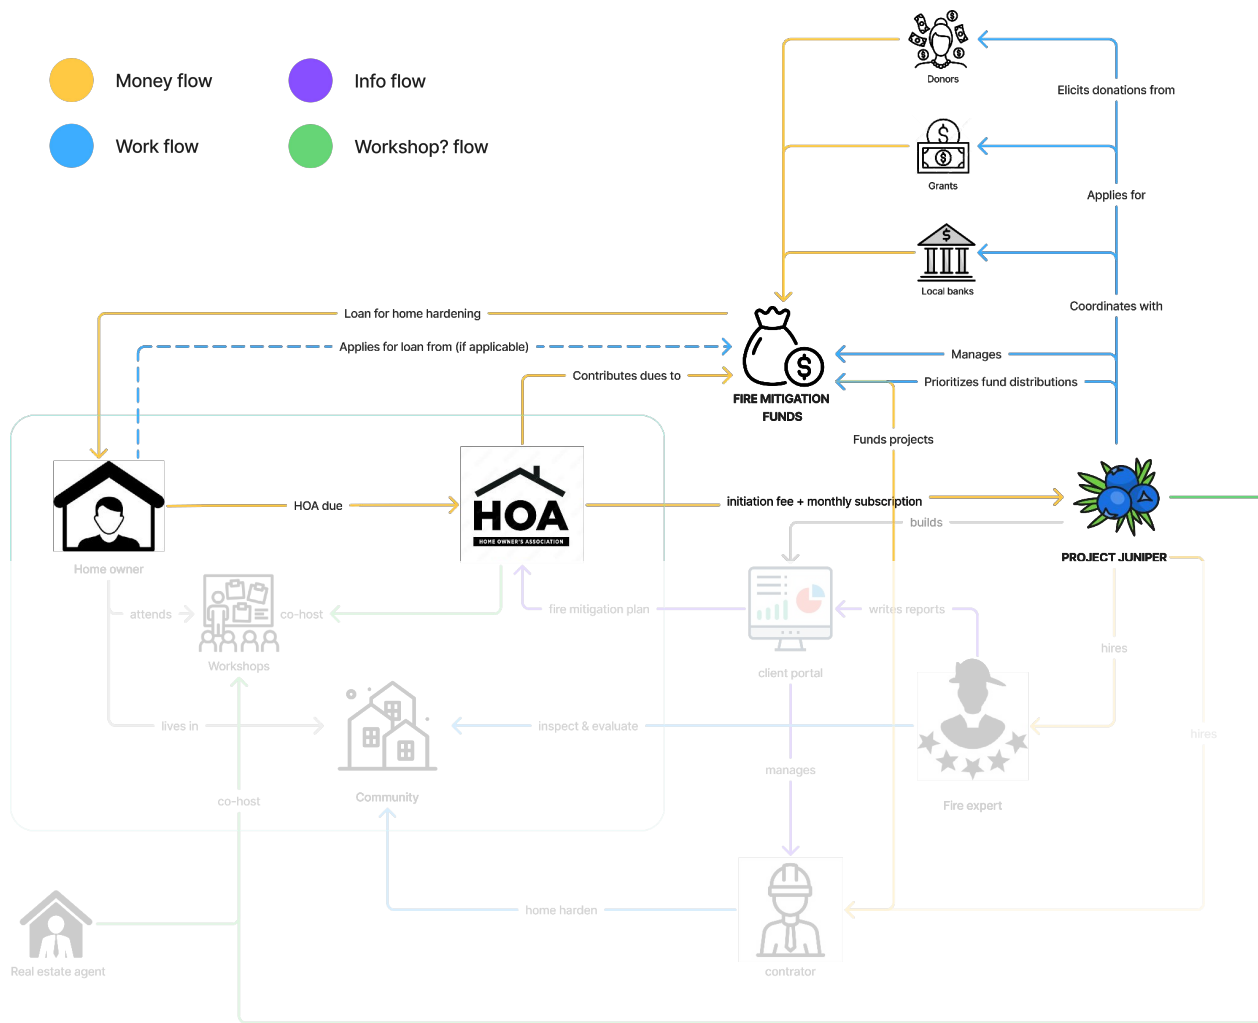 Money flow
Info flow
Work flow
Workshop? flow
Donors
Elicits donations from
Grants
Applies for
Local banks
Coordinates with
Loan for home hardening
Applies for loan from (if applicable)
Manages
Contributes dues to
Prioritizes fund distributions
FIRE MITIGATION
FUNDS
Funds projects
HOA
HOME OWNER'S ASSOCIATION
HOA due
initiation fee + monthly subscription
builds
PROJECT JUNIPER
Home owner
attends
co-host
fire mitigation plan
writes reports
Workshops
client portal
hires
lives in
inspect & evaluate
hires
manages
Community
co-host
Fire expert
home harden
Real estate agent
contrator